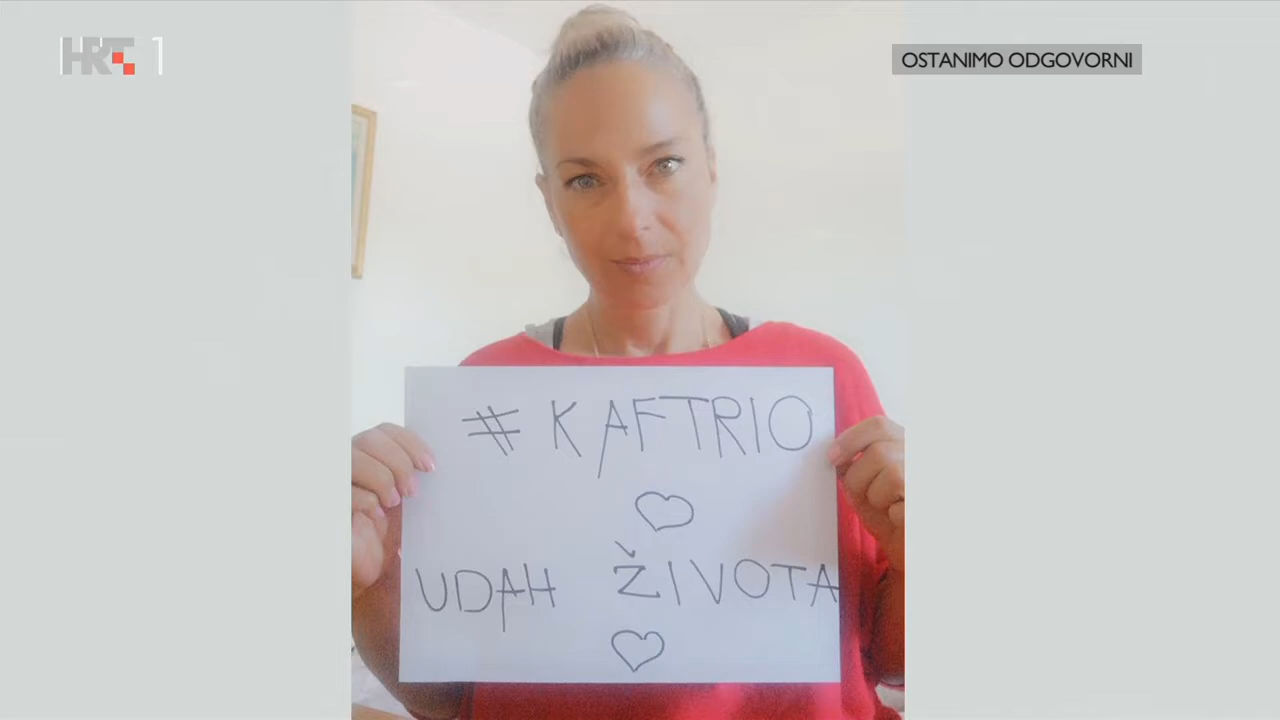 HRT 1
OSTANIMO ODGOVORNI
# KAFTRIO
UDAH ŽIVOTA